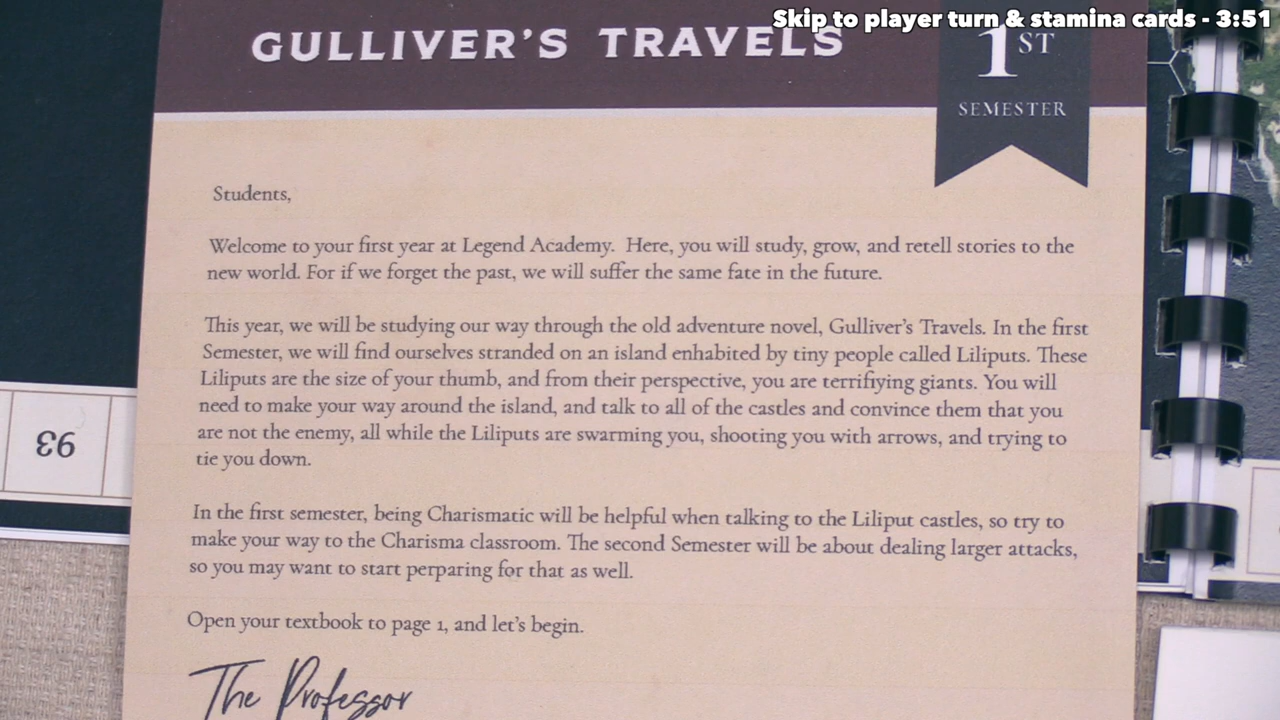 Skip to player turn & stamina cards - 3:51
GULLIVER'S TRAVELS
1ST
SEMESTER
Students,
Welcome to your first year at Legend Academy. Here, you will study, grow, and retell stories to the
new world. For if we forget the past, we will suffer the same fate in the future.
This year, we will be studying our way through the old adventure novel, Gulliver's Travels. In the first
Semester, we will find ourselves stranded on an island enhabited by tiny people called Liliputs. These
Liliputs are the size of your thumb, and from their perspective, you are terrifiying giants. You will
need to make your way around the island, and talk to all of the castles and convince them that you
are not the enemy, all while the Liliputs are swarming you, shooting you with arrows, and trying to
tie you down.
In the first semester, being Charismatic will be helpful when talking to the Liliput castles, so try to
make your way to the Charisma classroom. The second Semester will be about dealing larger attacks,
so you may want to start perparing for that as well.
Open your textbook to page 1, and let's begin.
The Professor
93